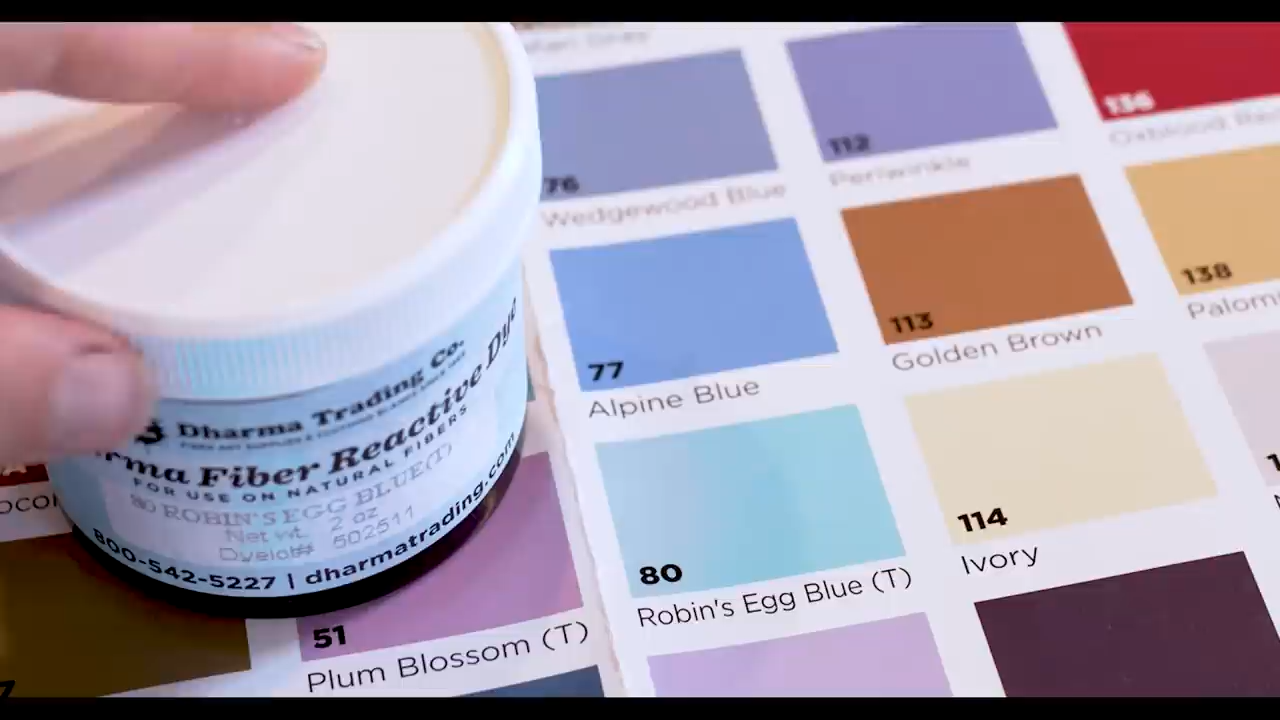 Dharma Trading Co.
Fiber Reactive Dye
FOR USE ON NATURAL FIBERS
80 ROBIN'S EGG BLUE(T)
Net wt. 2 oz
Dyelot# 502511
800-542-5227 | dharmatrading.com
76
Wedgewood Blue
112
Periwinkle
136
Oxblood
77
Alpine Blue
113
Golden Brown
138
80
Robin's Egg Blue (T)
114
Ivory
51
Plum Blossom (T)